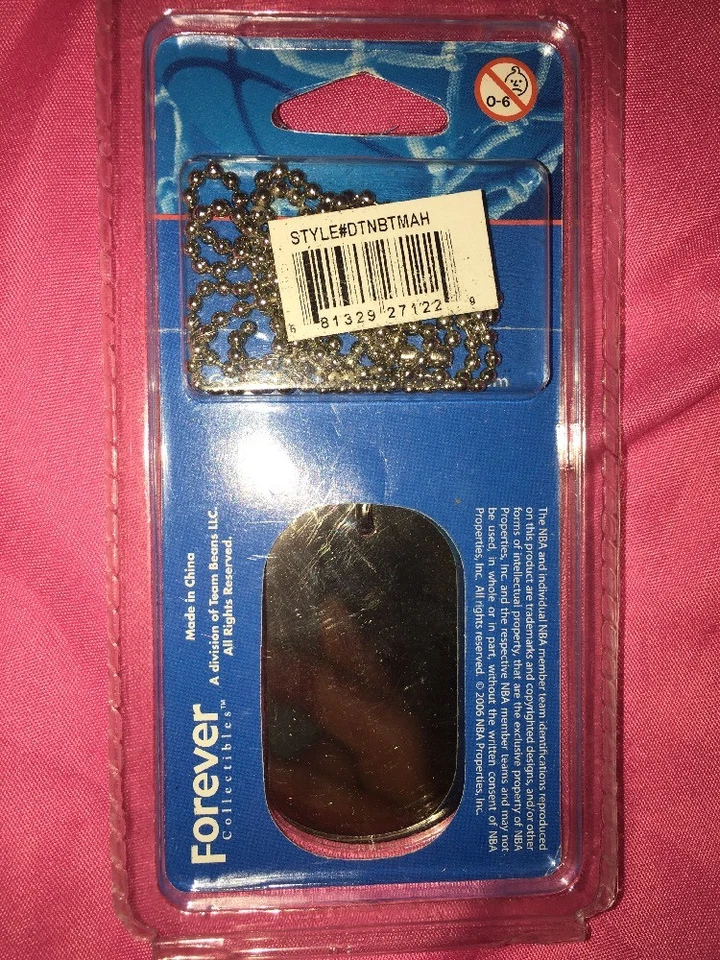 0-6
STYLE#DTNBTMAH
6 81329 27122 9
The NBA and individual NBA member team identifications reproduced
on this product are trademarks and copyrighted designs, and/or other
forms of intellectual property, that are the exclusive property of NBA
Properties, Inc. and the respective NBA member teams and may not
be used, in whole or in part, without the written consent of NBA
Properties, Inc. All rights reserved. © 2006 NBA Properties, Inc.
Made in China
A division of Team Beans LLC.
All Rights Reserved.
Forever
Collectibles™